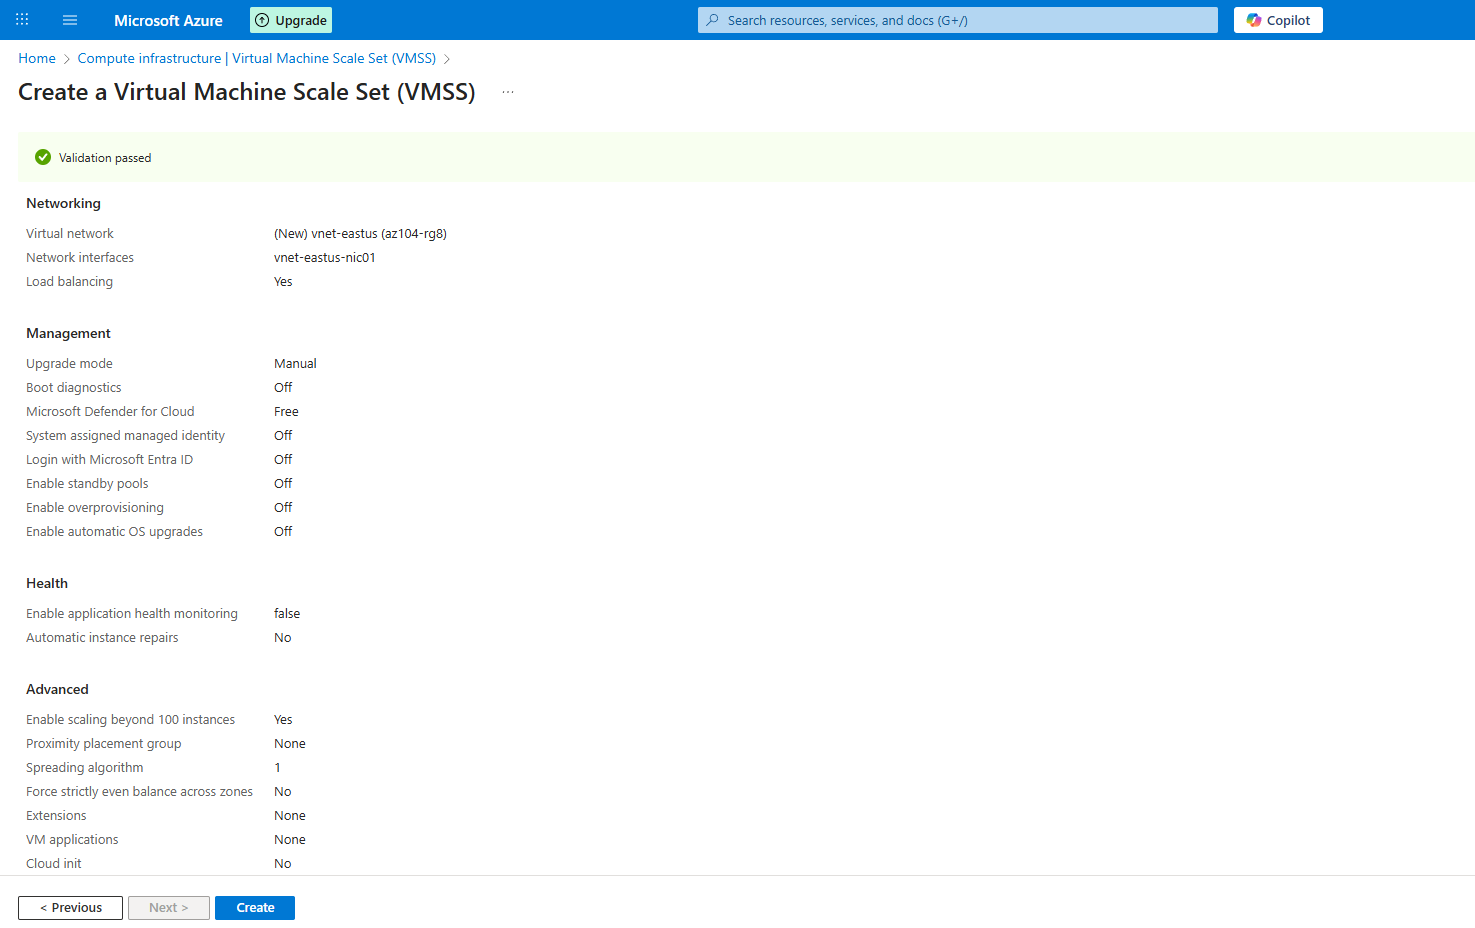 Microsoft Azure Upgrade Search resources, services, and docs (G+/) Copilot
Home > Compute infrastructure | Virtual Machine Scale Set (VMSS) >
Create a Virtual Machine Scale Set (VMSS) ...
Validation passed
Networking
Virtual network (New) vnet-eastus (az104-rg8)
Network interfaces vnet-eastus-nic01
Load balancing Yes
Management
Upgrade mode Manual
Boot diagnostics Off
Microsoft Defender for Cloud Free
System assigned managed identity Off
Login with Microsoft Entra ID Off
Enable standby pools Off
Enable overprovisioning Off
Enable automatic OS upgrades Off
Health
Enable application health monitoring false
Automatic instance repairs No
Advanced
Enable scaling beyond 100 instances Yes
Proximity placement group None
Spreading algorithm 1
Force strictly even balance across zones No
Extensions None
VM applications None
Cloud init No
< Previous Next > Create